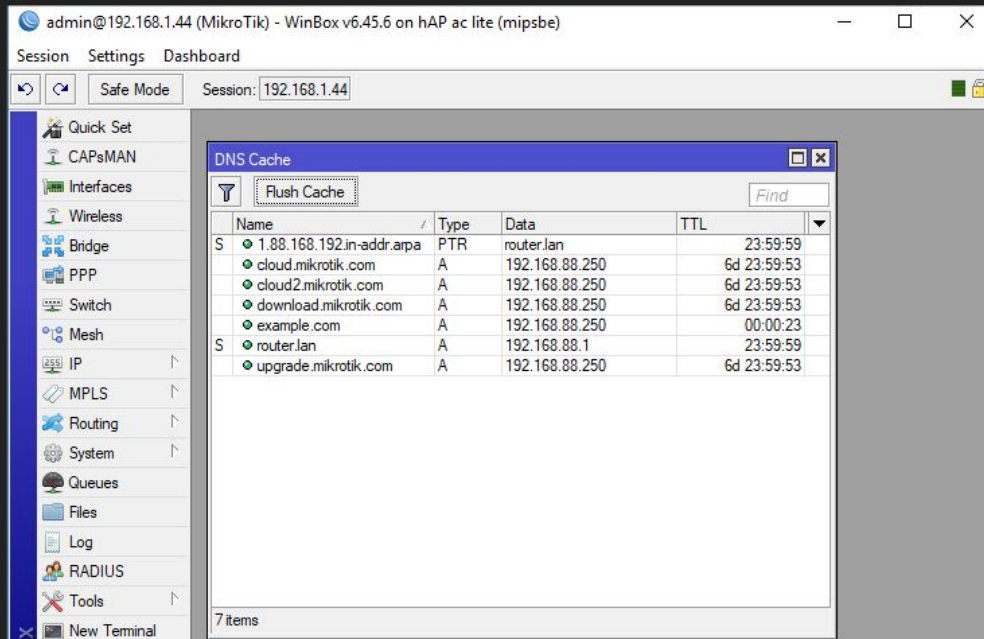 admin@192.168.1.44 (MikroTik) - WinBox v6.45.6 on hAP ac lite (mipsbe)
Session Settings Dashboard
Safe Mode Session: 192.168.1.44
Quick Set
CAPsMAN
Interfaces
Wireless
Bridge
PPP
Switch
Mesh
IP
MPLS
Routing
System
Queues
Files
Log
RADIUS
Tools
New Terminal
DNS Cache
Flush Cache Find
Name Type Data TTL
S 1.88.168.192.in-addr.arpa PTR router.lan 23:59:59
cloud.mikrotik.com A 192.168.88.250 6d 23:59:53
cloud2.mikrotik.com A 192.168.88.250 6d 23:59:53
download.mikrotik.com A 192.168.88.250 6d 23:59:53
example.com A 192.168.88.250 00:00:23
S router.lan A 192.168.88.1 23:59:59
upgrade.mikrotik.com A 192.168.88.250 6d 23:59:53
7 items